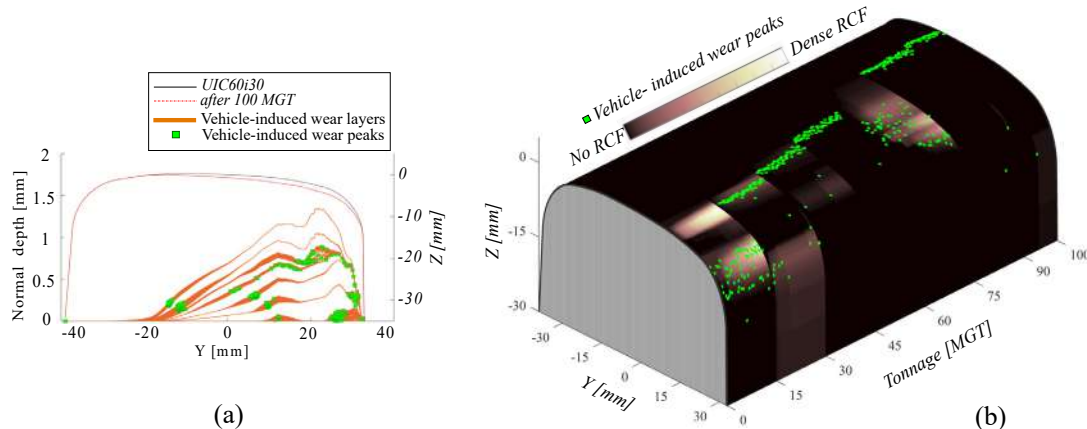 UIC60i30
after 100 MGT
Vehicle-induced wear layers
Vehicle-induced wear peaks
2
1.5
1
0.5
0
Normal depth [mm]
0
-10
-20
-30
Z [mm]
-40
-20
0
20
40
Y [mm]
(a)
Vehicle- induced wear peaks
No RCF
Dense RCF
0
-15
-30
Z [mm]
-30
-15
0
15
30
Y [mm]
0
15
30
45
60
75
90
100
Tonnage [MGT]
(b)